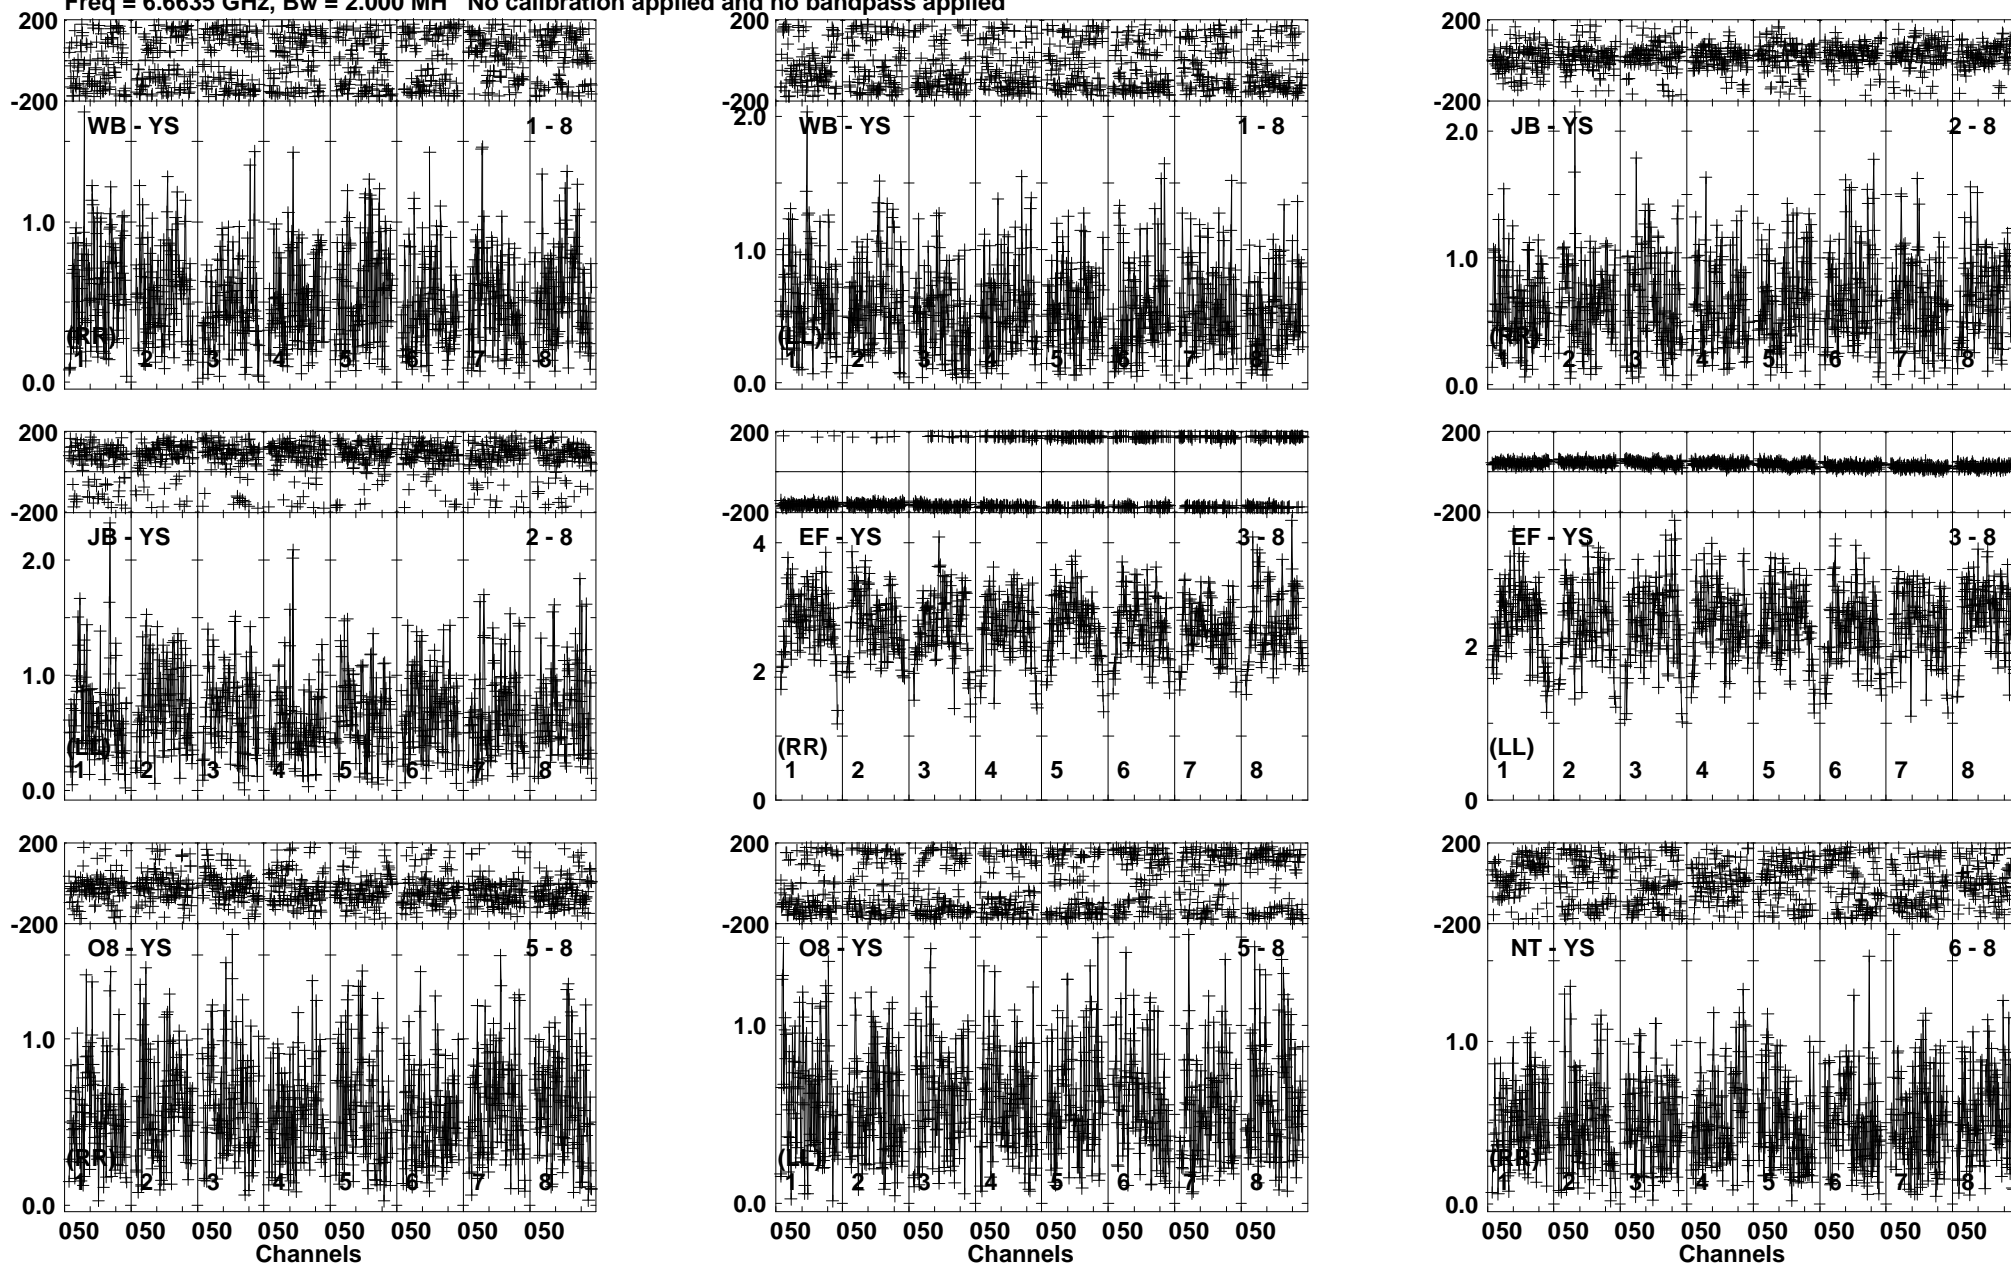 Freq = 6.6635 GHz, Bw = 2.000 MH No calibration applied and no bandpass applied
200
-200
WB - YS 1 - 8
1.0
(RR)
1 2 3 4 5 6 7 8
0.0
200
-200
2.0
WB - YS 1 - 8
1.0
(LL)
1 2 3 4 5 6 7 8
0.0
200
-200
2.0
JB - YS 2 - 8
1.0
(RR)
1 2 3 4 5 6 7 8
0.0
200
-200
JB - YS 2 - 8
2.0
1.0
(LL)
1 2 3 4 5 6 7 8
0.0
200
-200
EF - YS 3 - 8
4
2
(RR)
1 2 3 4 5 6 7 8
0
200
-200
EF - YS 3 - 8
2
(LL)
1 2 3 4 5 6 7 8
0
200
-200
O8 - YS 5 - 8
1.0
(RR)
1 2 3 4 5 6 7 8
0.0
050 050 050 050 050 050 050 050
Channels
200
-200
O8 - YS 5 - 8
1.0
(LL)
1 2 3 4 5 6 7 8
0.0
050 050 050 050 050 050 050 050
Channels
200
-200
NT - YS 6 - 8
1.0
(RR)
1 2 3 4 5 6 7 8
0.0
050 050 050 050 050 050 050 050
Channels